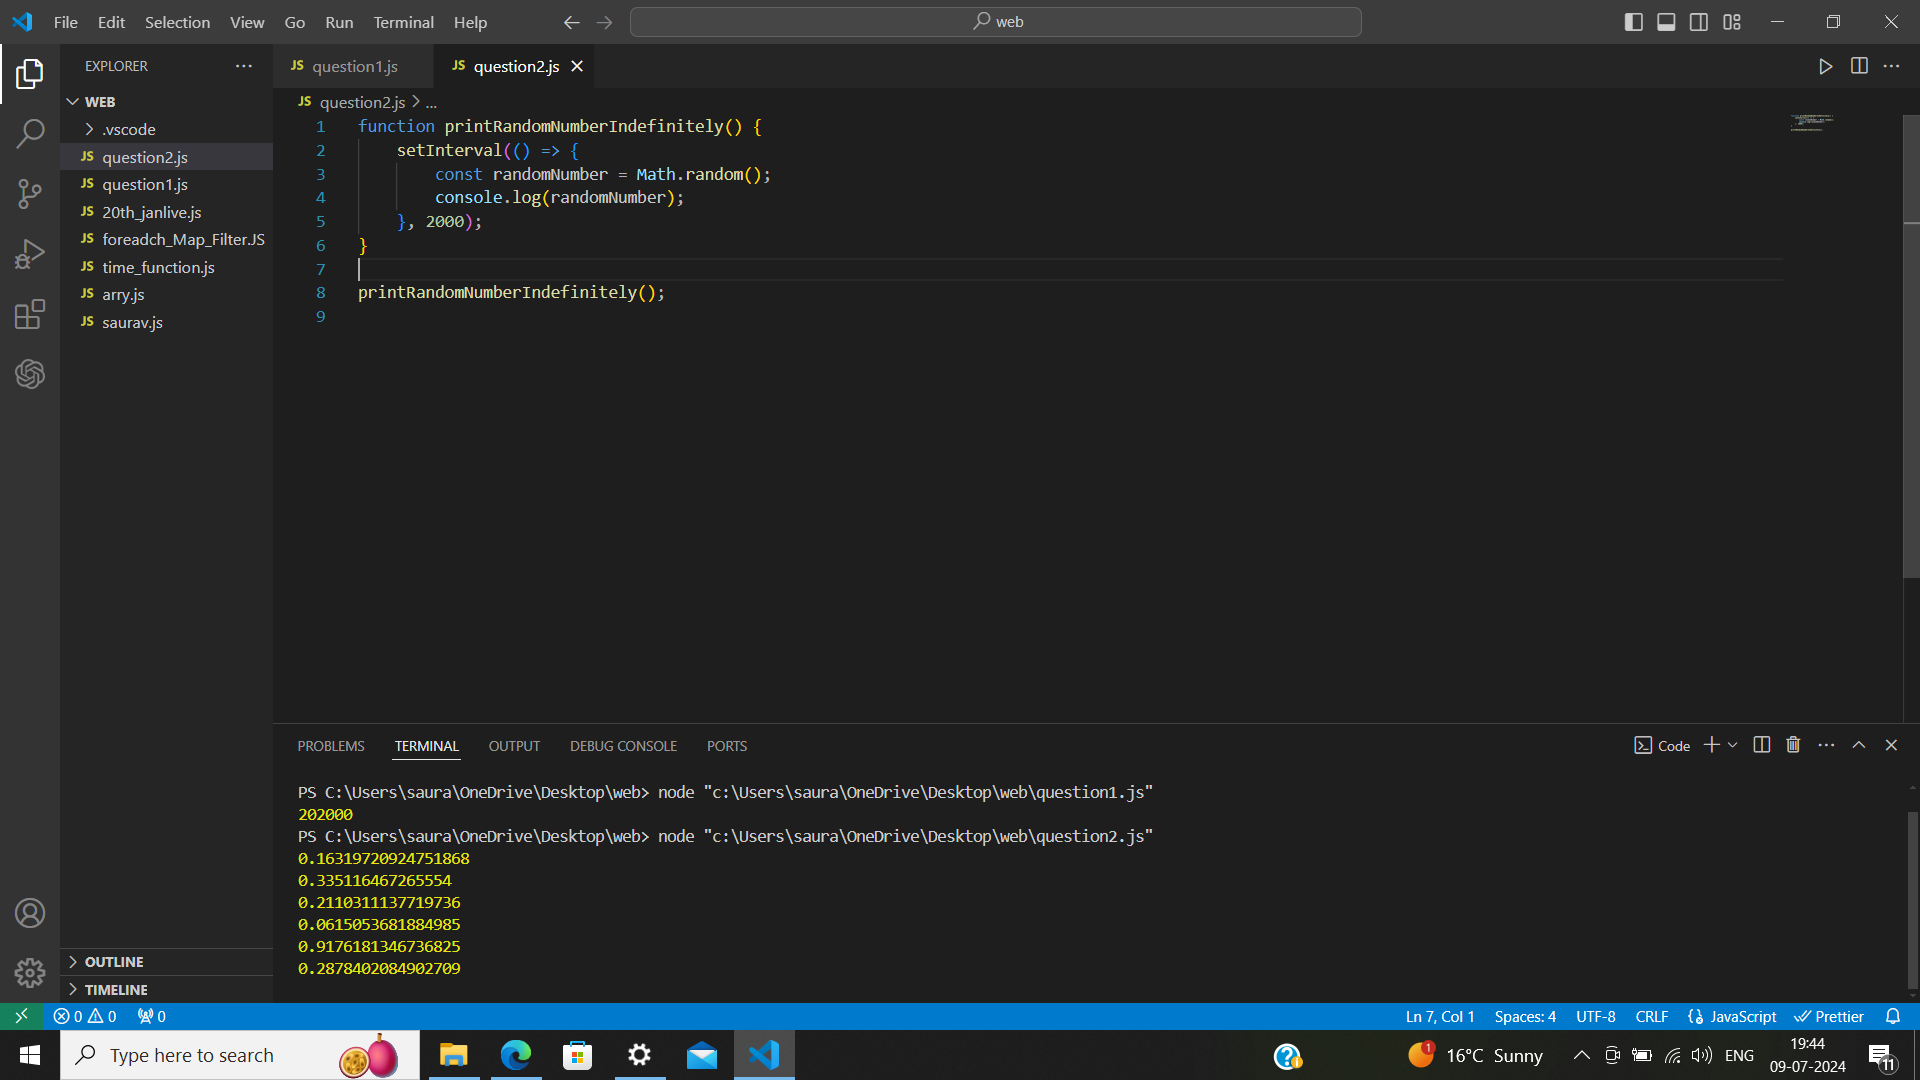 File Edit Selection View Go Run Terminal Help
web
EXPLORER
WEB
.vscode
JS question2.js
JS question1.js
JS 20th_janlive.js
JS foreadch_Map_Filter.JS
JS time_function.js
JS arry.js
JS saurav.js
OUTLINE
TIMELINE
JS question1.js JS question2.js
JS question2.js > ...
1 function printRandomNumberIndefinitely() {
2 setInterval(() => {
3 const randomNumber = Math.random();
4 console.log(randomNumber);
5 }, 2000);
6 }
7
8 printRandomNumberIndefinitely();
9
PROBLEMS TERMINAL OUTPUT DEBUG CONSOLE PORTS
Code
PS C:\Users\saura\OneDrive\Desktop\web> node "c:\Users\saura\OneDrive\Desktop\web\question1.js"
202000
PS C:\Users\saura\OneDrive\Desktop\web> node "c:\Users\saura\OneDrive\Desktop\web\question2.js"
0.16319720924751868
0.335116467265554
0.2110311137719736
0.0615053681884985
0.9176181346736825
0.2878402084902709
0 0 0
Ln 7, Col 1 Spaces: 4 UTF-8 CRLF JavaScript Prettier
Type here to search
1 16°C Sunny
ENG
19:44
09-07-2024
11